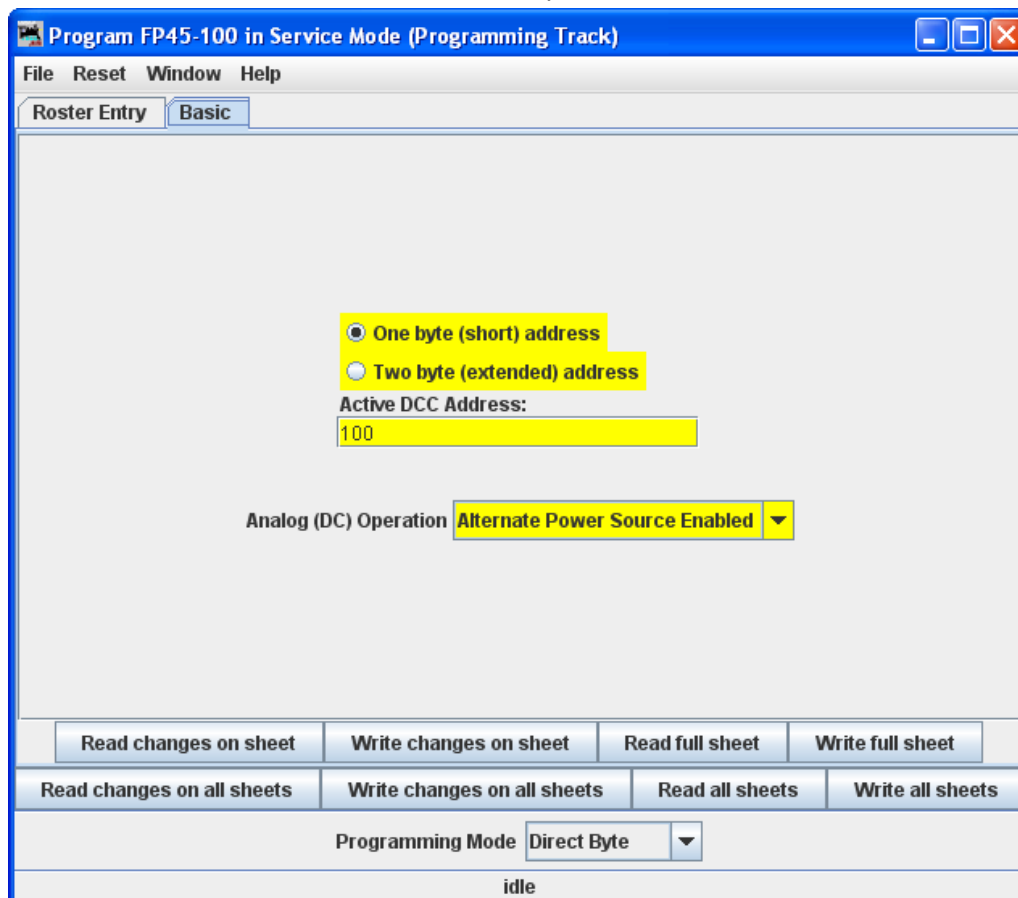 Program FP45-100 in Service Mode (Programming Track)
File Reset Window Help
Roster Entry Basic
One byte (short) address
Two byte (extended) address
Active DCC Address:
100
Analog (DC) Operation Alternate Power Source Enabled
Read changes on sheet Write changes on sheet Read full sheet Write full sheet
Read changes on all sheets Write changes on all sheets Read all sheets Write all sheets
Programming Mode Direct Byte
idle